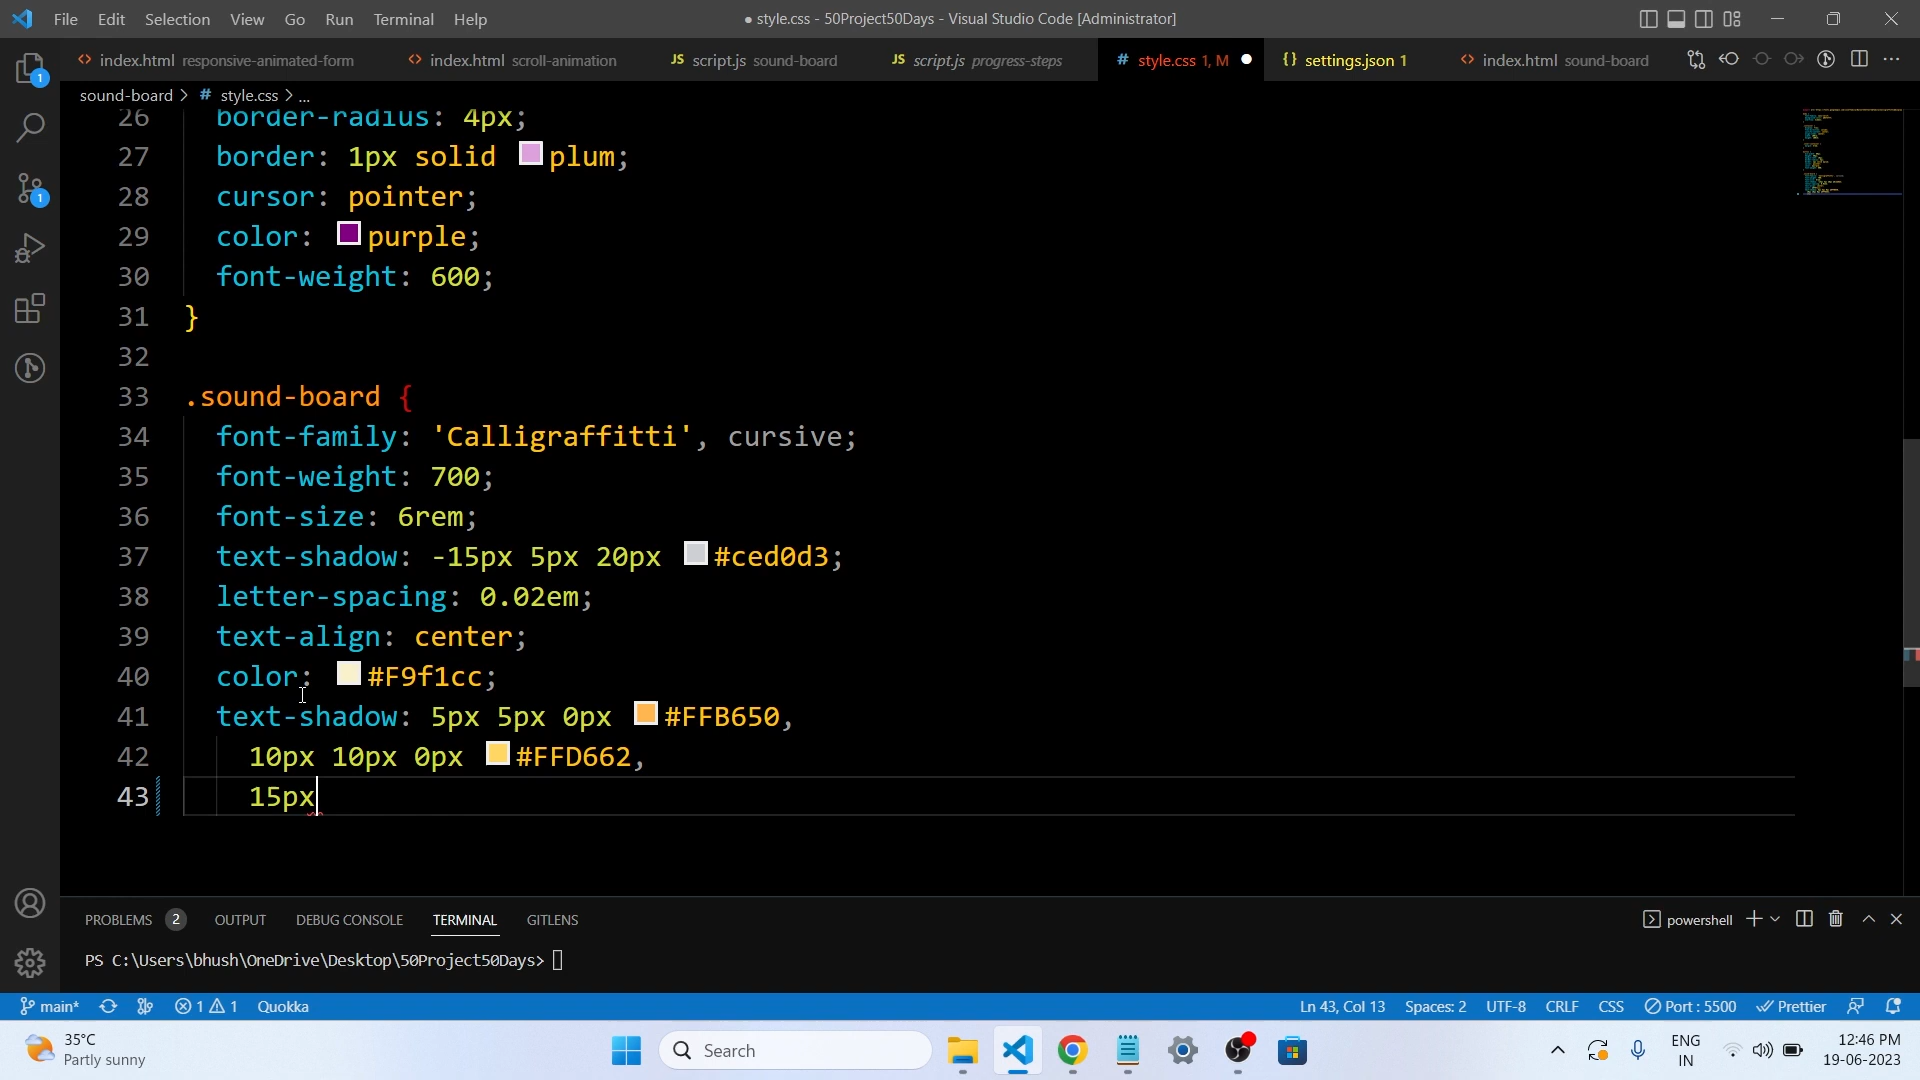 File Edit Selection View Go Run Terminal Help
● style.css - 50Project50Days - Visual Studio Code [Administrator]
<> index.html responsive-animated-form <> index.html scroll-animation JS script.js sound-board JS script.js progress-steps # style.css 1, M ● {} settings.json 1 <> index.html sound-board
sound-board > # style.css > ...
26 border-radius: 4px;
27 border: 1px solid plum;
28 cursor: pointer;
29 color: purple;
30 font-weight: 600;
31 }
32
33 .sound-board {
34 font-family: 'Calligraffitti', cursive;
35 font-weight: 700;
36 font-size: 6rem;
37 text-shadow: -15px 5px 20px #ced0d3;
38 letter-spacing: 0.02em;
39 text-align: center;
40 color: #F9f1cc;
41 text-shadow: 5px 5px 0px #FFB650,
42 10px 10px 0px #FFD662,
43 15px
PROBLEMS 2 OUTPUT DEBUG CONSOLE TERMINAL GITLENS
powershell
PS C:\Users\bhush\OneDrive\Desktop\50Project50Days>
main* 1 1 Quokka Ln 43, Col 13 Spaces: 2 UTF-8 CRLF CSS Port : 5500 Prettier
35°C
Partly sunny
Search
ENG
IN
12:46 PM
19-06-2023